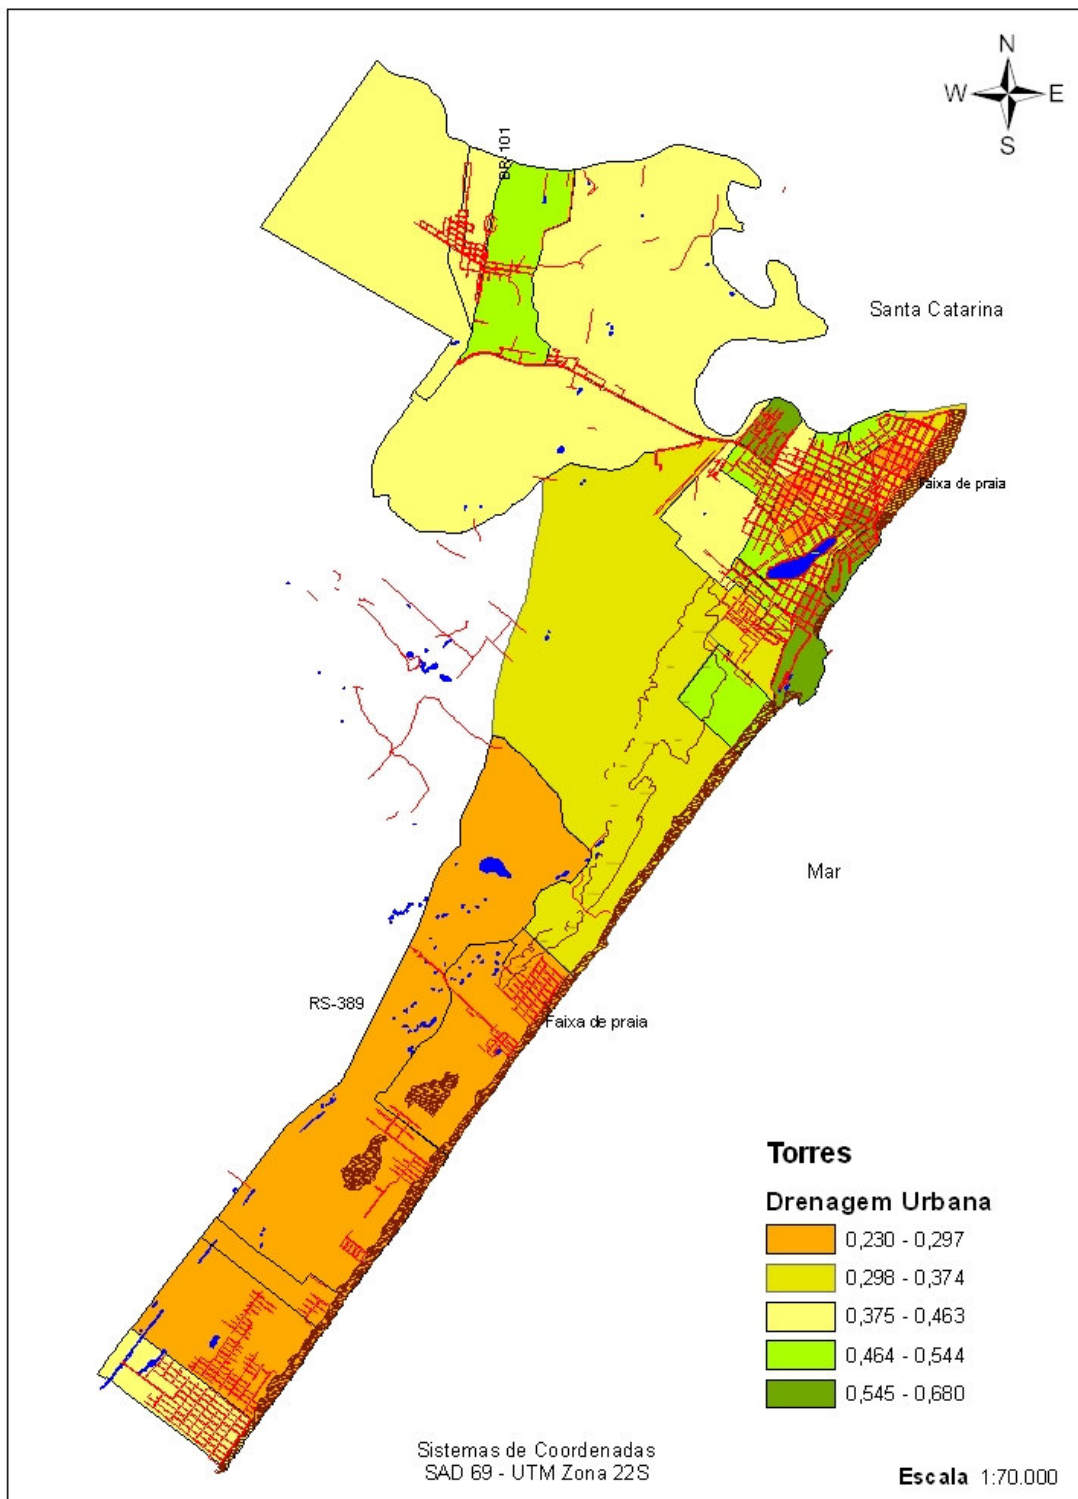 N
W E
S
BR-101
Santa Catarina
Faixa de praia
Mar
RS-389
Faixa de praia
Torres
Drenagem Urbana
0,230 - 0,297
0,298 - 0,374
0,375 - 0,463
0,464 - 0,544
0,545 - 0,680
Sistemas de Coordenadas
SAD 69 - UTM Zona 22S
Escala 1:70.000